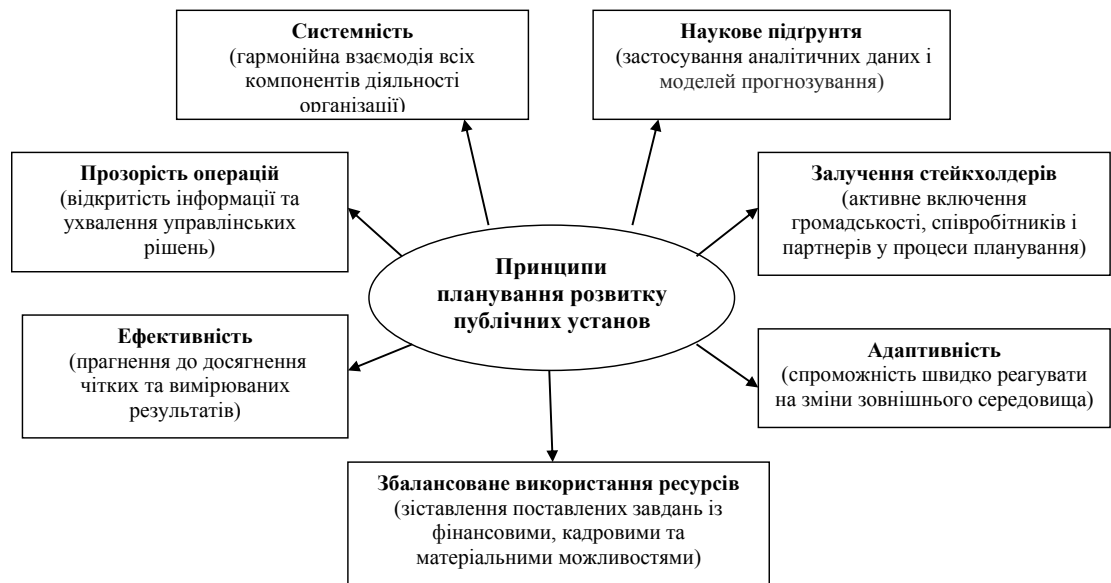 Системність
(гармонійна взаємодія всіх
компонентів діяльності
організації)
Наукове підґрунтя
(застосування аналітичних даних і
моделей прогнозування)
Прозорість операцій
(відкритість інформації та
ухвалення управлінських
рішень)
Залучення стейкхолдерів
(активне включення
громадськості, співробітників і
партнерів у процеси планування)
Принципи
планування розвитку
публічних установ
Ефективність
(прагнення до досягнення
чітких та вимірюваних
результатів)
Адаптивність
(спроможність швидко реагувати
на зміни зовнішнього середовища)
Збалансоване використання ресурсів
(зіставлення поставлених завдань із
фінансовими, кадровими та
матеріальними можливостями)